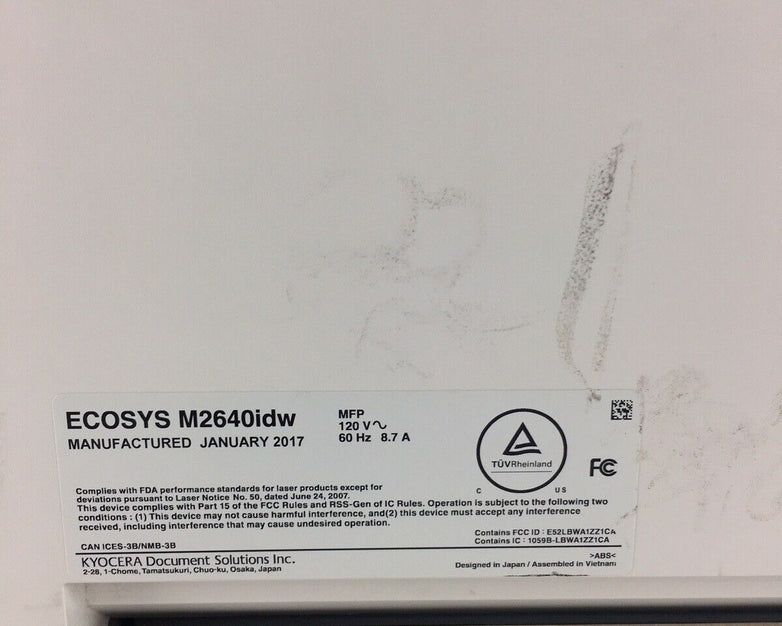 ECOSYS M2640idw
MANUFACTURED JANUARY 2017
MFP
120 V∿
60 Hz 8.7 A
TÜVRheinland
C US
FC
Complies with FDA performance standards for laser products except for
deviations pursuant to Laser Notice No. 50, dated June 24, 2007.
This device complies with Part 15 of the FCC Rules and RSS-Gen of IC Rules. Operation is subject to the following two
conditions : (1) This device may not cause harmful interference, and(2) this device must accept any interference
received, including interference that may cause undesired operation.
Contains FCC ID : E52LBWA1ZZ1CA
Contains IC : 1059B-LBWA1ZZ1CA
CAN ICES-3B/NMB-3B
KYOCERA Document Solutions Inc.
2-28, 1-Chome, Tamatsukuri, Chuo-ku, Osaka, Japan
>ABS<
Designed in Japan / Assembled in Vietnam